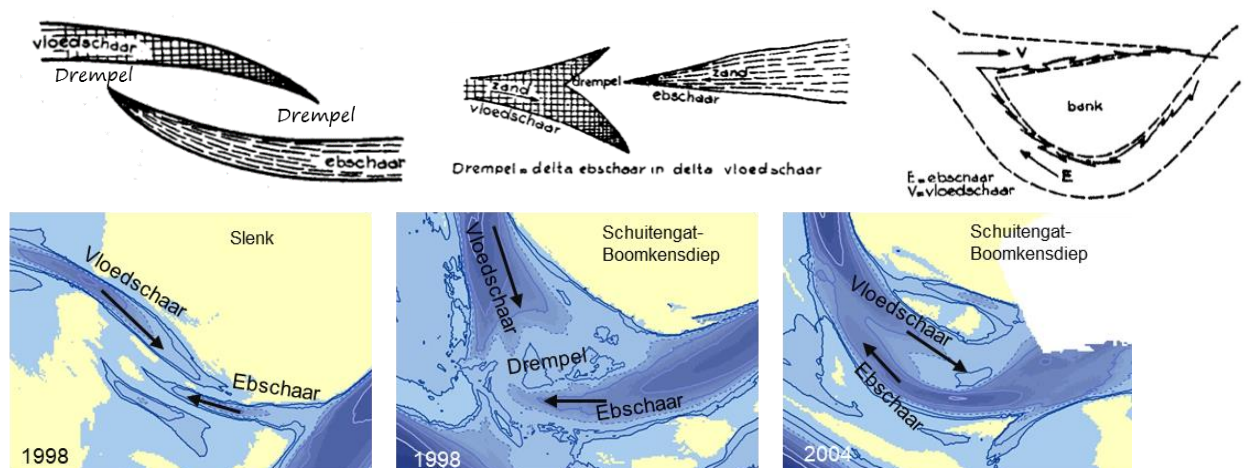 vloedschaar
Drempel
Drempel
ebschaar
zand
vloedschaar
drempel
zand
ebschaar
Drempel = delta ebschaar in delta vloedschaar
V
bank
E
E = ebschaar
V = vloedschaar
Slenk
Vloedschaar
Ebschaar
1998
Schuitengat-
Boomkensdiep
Vloedschaar
Drempel
Ebschaar
1998
Schuitengat-
Boomkensdiep
Vloedschaar
Ebschaar
2004